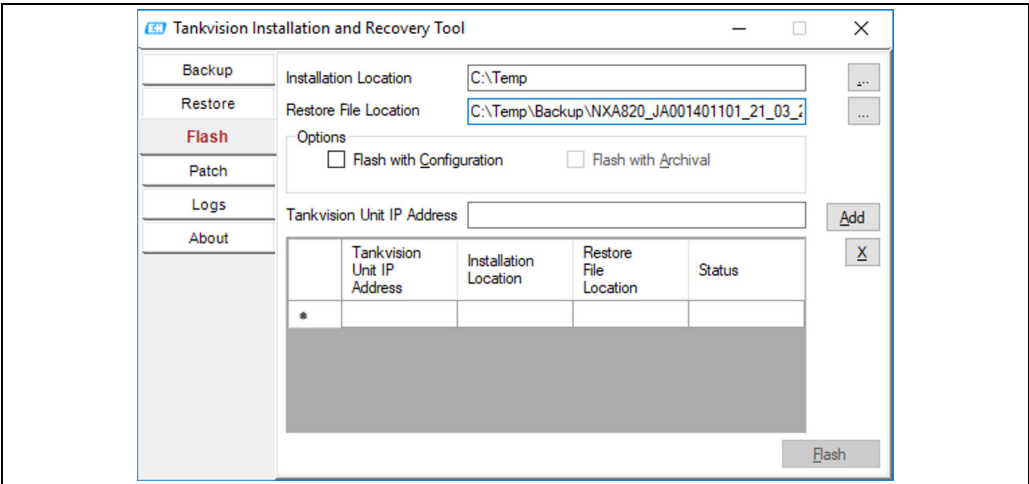 EH Tankvision Installation and Recovery Tool
Backup
Restore
Flash
Patch
Logs
About
Installation Location C:\Temp ...
Restore File Location C:\Temp\Backup\NXA820_JA001401101_21_03_2 ...
Options
Flash with Configuration Flash with Archival
Tankvision Unit IP Address Add
X
Tankvision
Unit IP
Address
Installation
Location
Restore
File
Location
Status
*
Flash